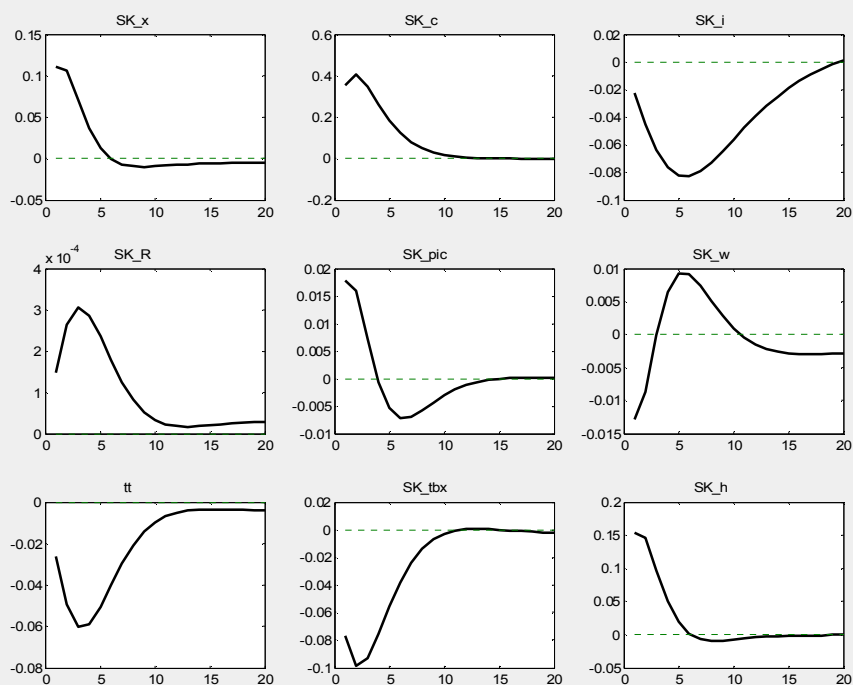 SK_x SK_c SK_i
0.15 0.1 0.05 0 -0.05
0.6 0.4 0.2 0 -0.2
0.02 0 -0.02 -0.04 -0.06 -0.08 -0.1
0 5 10 15 20 0 5 10 15 20 0 5 10 15 20
SK_R SK_pic SK_w
x 10-4
4 3 2 1 0
0.02 0.015 0.01 0.005 0 -0.005 -0.01
0.01 0.005 0 -0.005 -0.01 -0.015
0 5 10 15 20 0 5 10 15 20 0 5 10 15 20
tt SK_tbx SK_h
0 -0.02 -0.04 -0.06 -0.08
0.02 0 -0.02 -0.04 -0.06 -0.08 -0.1
0.2 0.15 0.1 0.05 0 -0.05
0 5 10 15 20 0 5 10 15 20 0 5 10 15 20